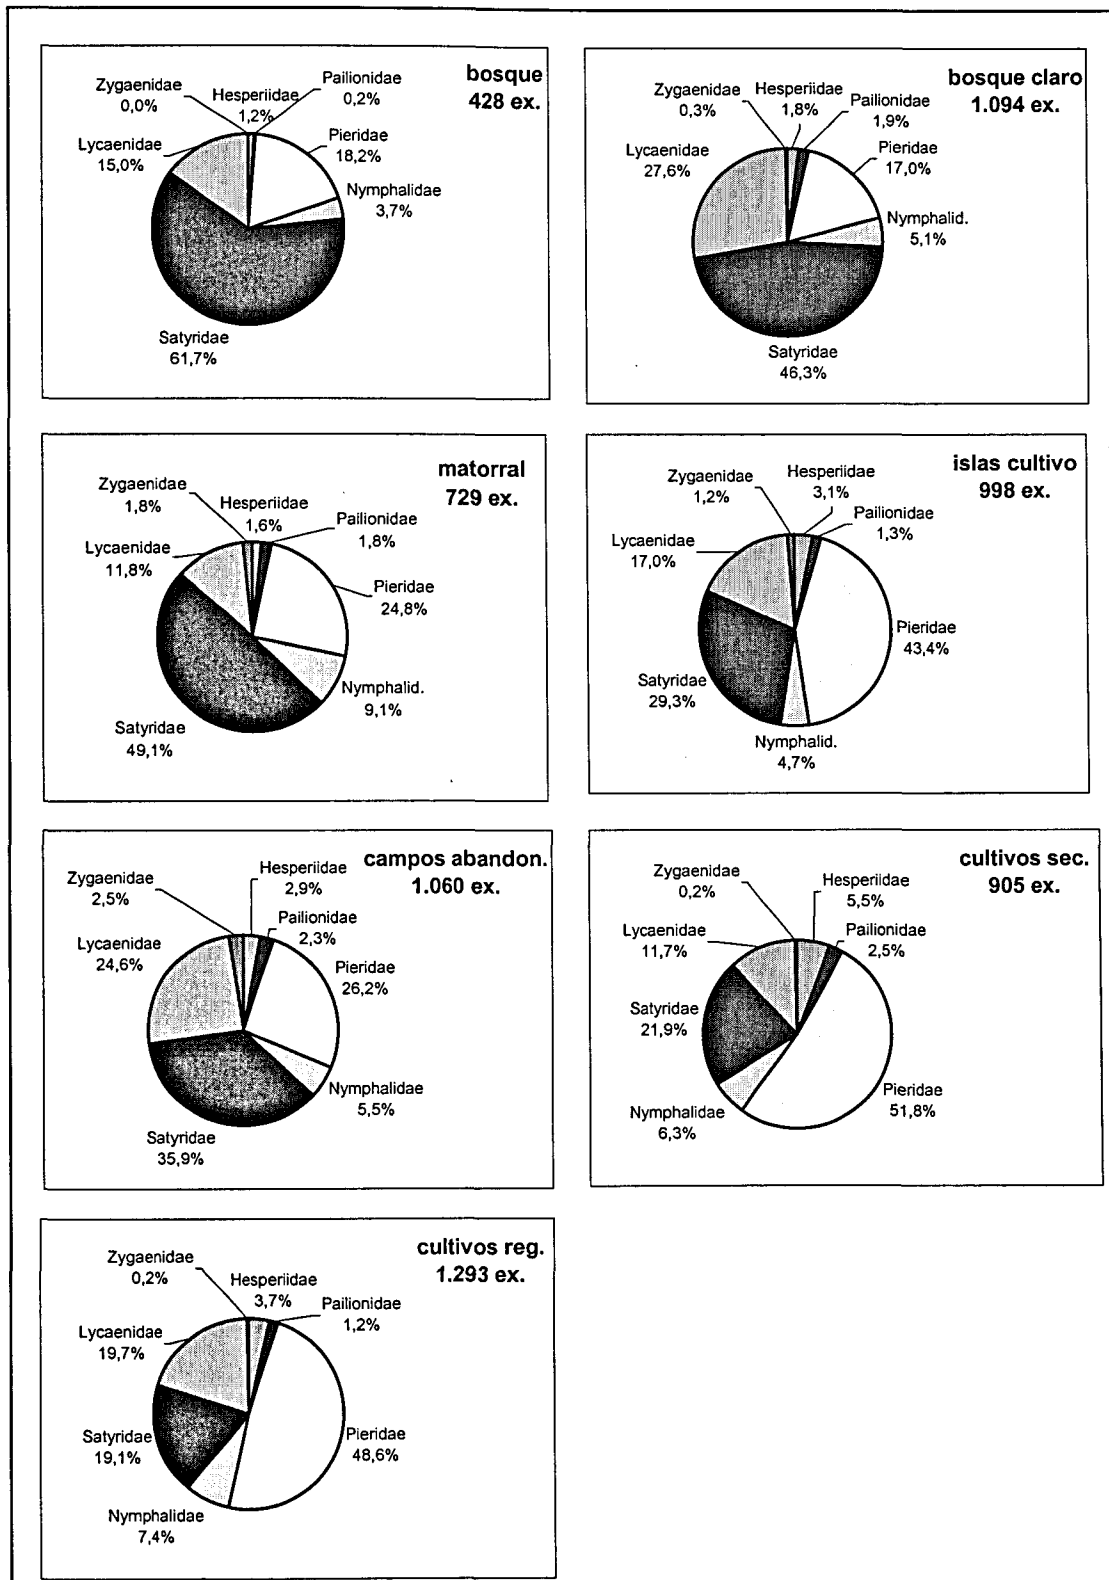 bosque
428 ex.
Zygaenidae
0,0%
Hesperiidae
1,2%
Pailionidae
0,2%
Pieridae
18,2%
Nymphalidae
3,7%
Satyridae
61,7%
Lycaenidae
15,0%
bosque claro
1.094 ex.
Zygaenidae
0,3%
Hesperiidae
1,8%
Pailionidae
1,9%
Pieridae
17,0%
Nymphalid.
5,1%
Satyridae
46,3%
Lycaenidae
27,6%
matorral
729 ex.
Zygaenidae
1,8%
Hesperiidae
1,6%
Pailionidae
1,8%
Pieridae
24,8%
Nymphalid.
9,1%
Satyridae
49,1%
Lycaenidae
11,8%
islas cultivo
998 ex.
Zygaenidae
1,2%
Hesperiidae
3,1%
Pailionidae
1,3%
Pieridae
43,4%
Nymphalid.
4,7%
Satyridae
29,3%
Lycaenidae
17,0%
campos abandon.
1.060 ex.
Zygaenidae
2,5%
Hesperiidae
2,9%
Pailionidae
2,3%
Pieridae
26,2%
Nymphalidae
5,5%
Satyridae
35,9%
Lycaenidae
24,6%
cultivos sec.
905 ex.
Zygaenidae
0,2%
Hesperiidae
5,5%
Pailionidae
2,5%
Pieridae
51,8%
Nymphalidae
6,3%
Satyridae
21,9%
Lycaenidae
11,7%
cultivos reg.
1.293 ex.
Zygaenidae
0,2%
Hesperiidae
3,7%
Pailionidae
1,2%
Pieridae
48,6%
Nymphalidae
7,4%
Satyridae
19,1%
Lycaenidae
19,7%